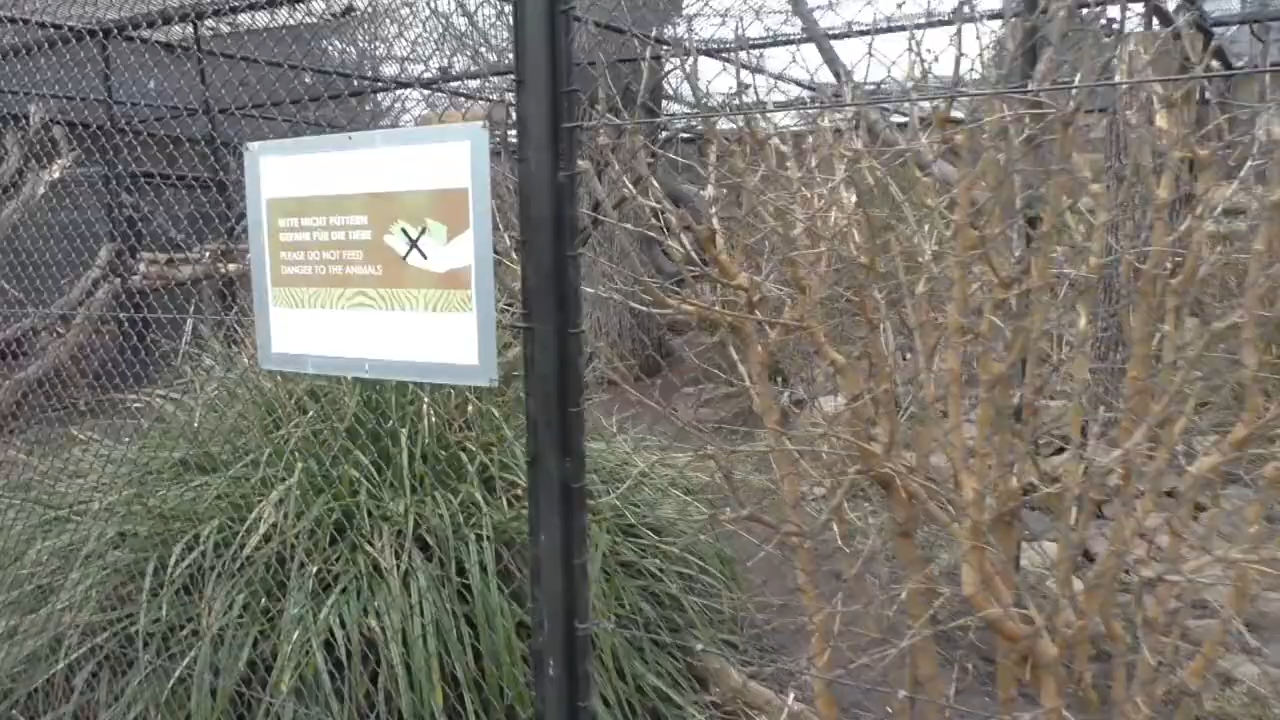 BITTE NICHT FÜTTERN
GEFAHR FÜR DIE TIERE
PLEASE DO NOT FEED
DANGER TO THE ANIMALS